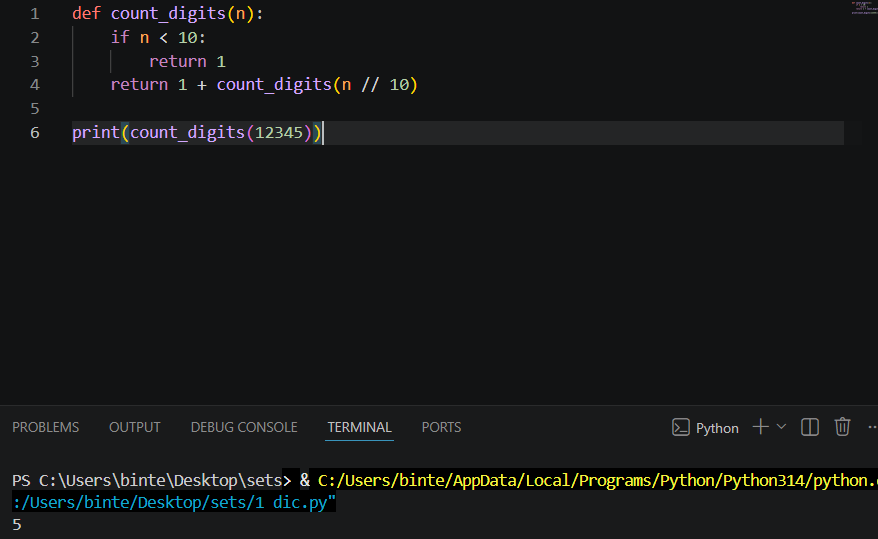 1 def count_digits(n):
2     if n < 10:
3         return 1
4     return 1 + count_digits(n // 10)
5
6 print(count_digits(12345))
PROBLEMS OUTPUT DEBUG CONSOLE TERMINAL PORTS Python
PS C:\Users\binte\Desktop\sets> & C:/Users/binte/AppData/Local/Programs/Python/Python314/python.
:/Users/binte/Desktop/sets/1 dic.py"
5